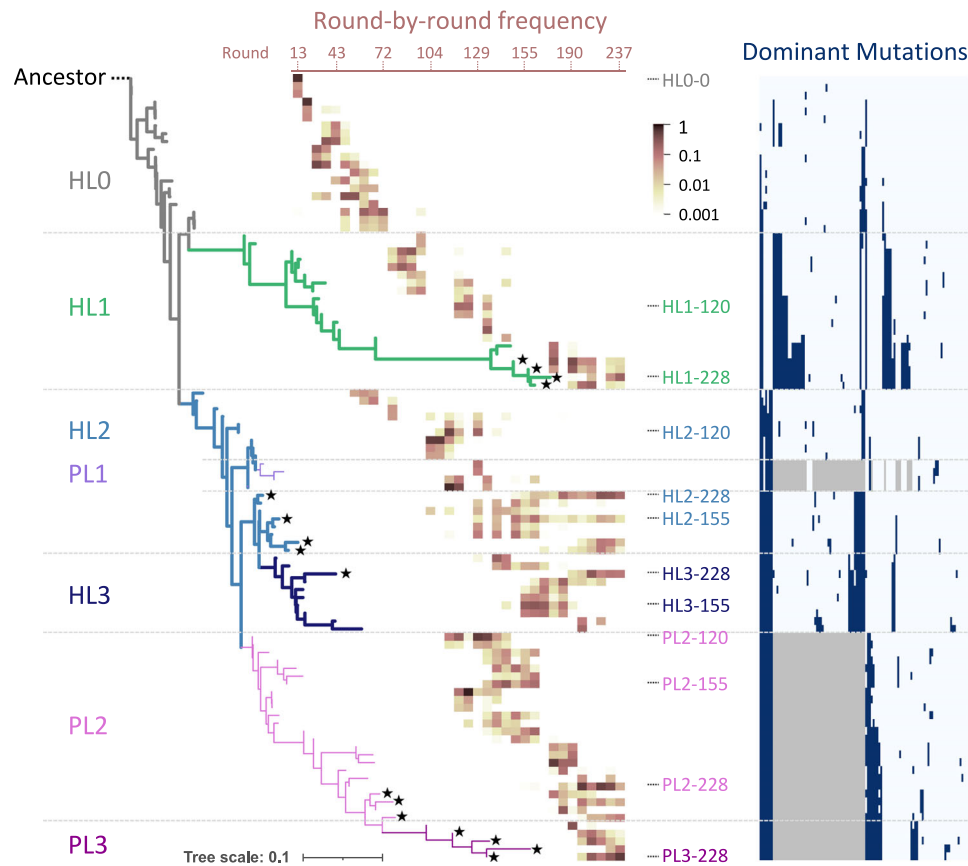 Round-by-round frequency
Round 13 43 72 104 129 155 190 237
Dominant Mutations
Ancestor
HL0-0
1
0.1
0.01
0.001
HL0
HL1
HL1-120
HL1-228
HL2
HL2-120
PL1
HL2-228
HL2-155
HL3-228
HL3
HL3-155
PL2-120
PL2-155
PL2
PL2-228
PL3
PL3-228
Tree scale: 0.1